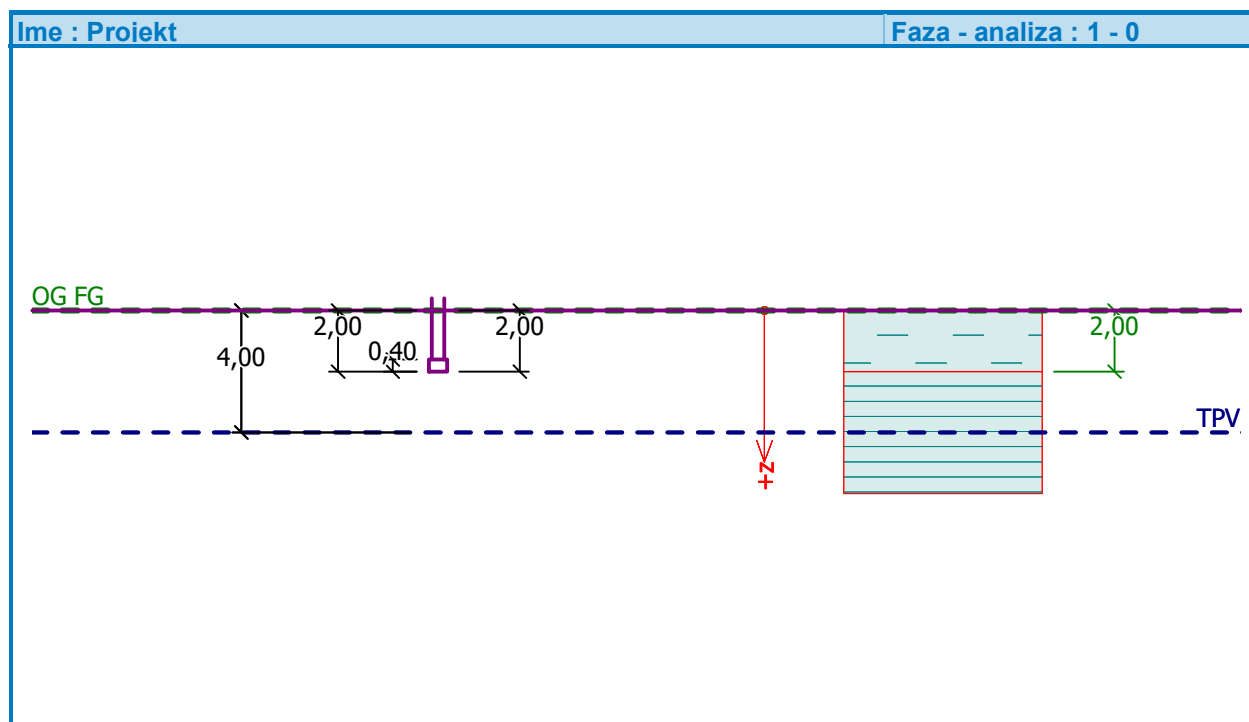 Ime : Projekt
Faza - analiza : 1 - 0
OG FG
2,00
2,00
2,00
0,40
4,00
TPV
+z